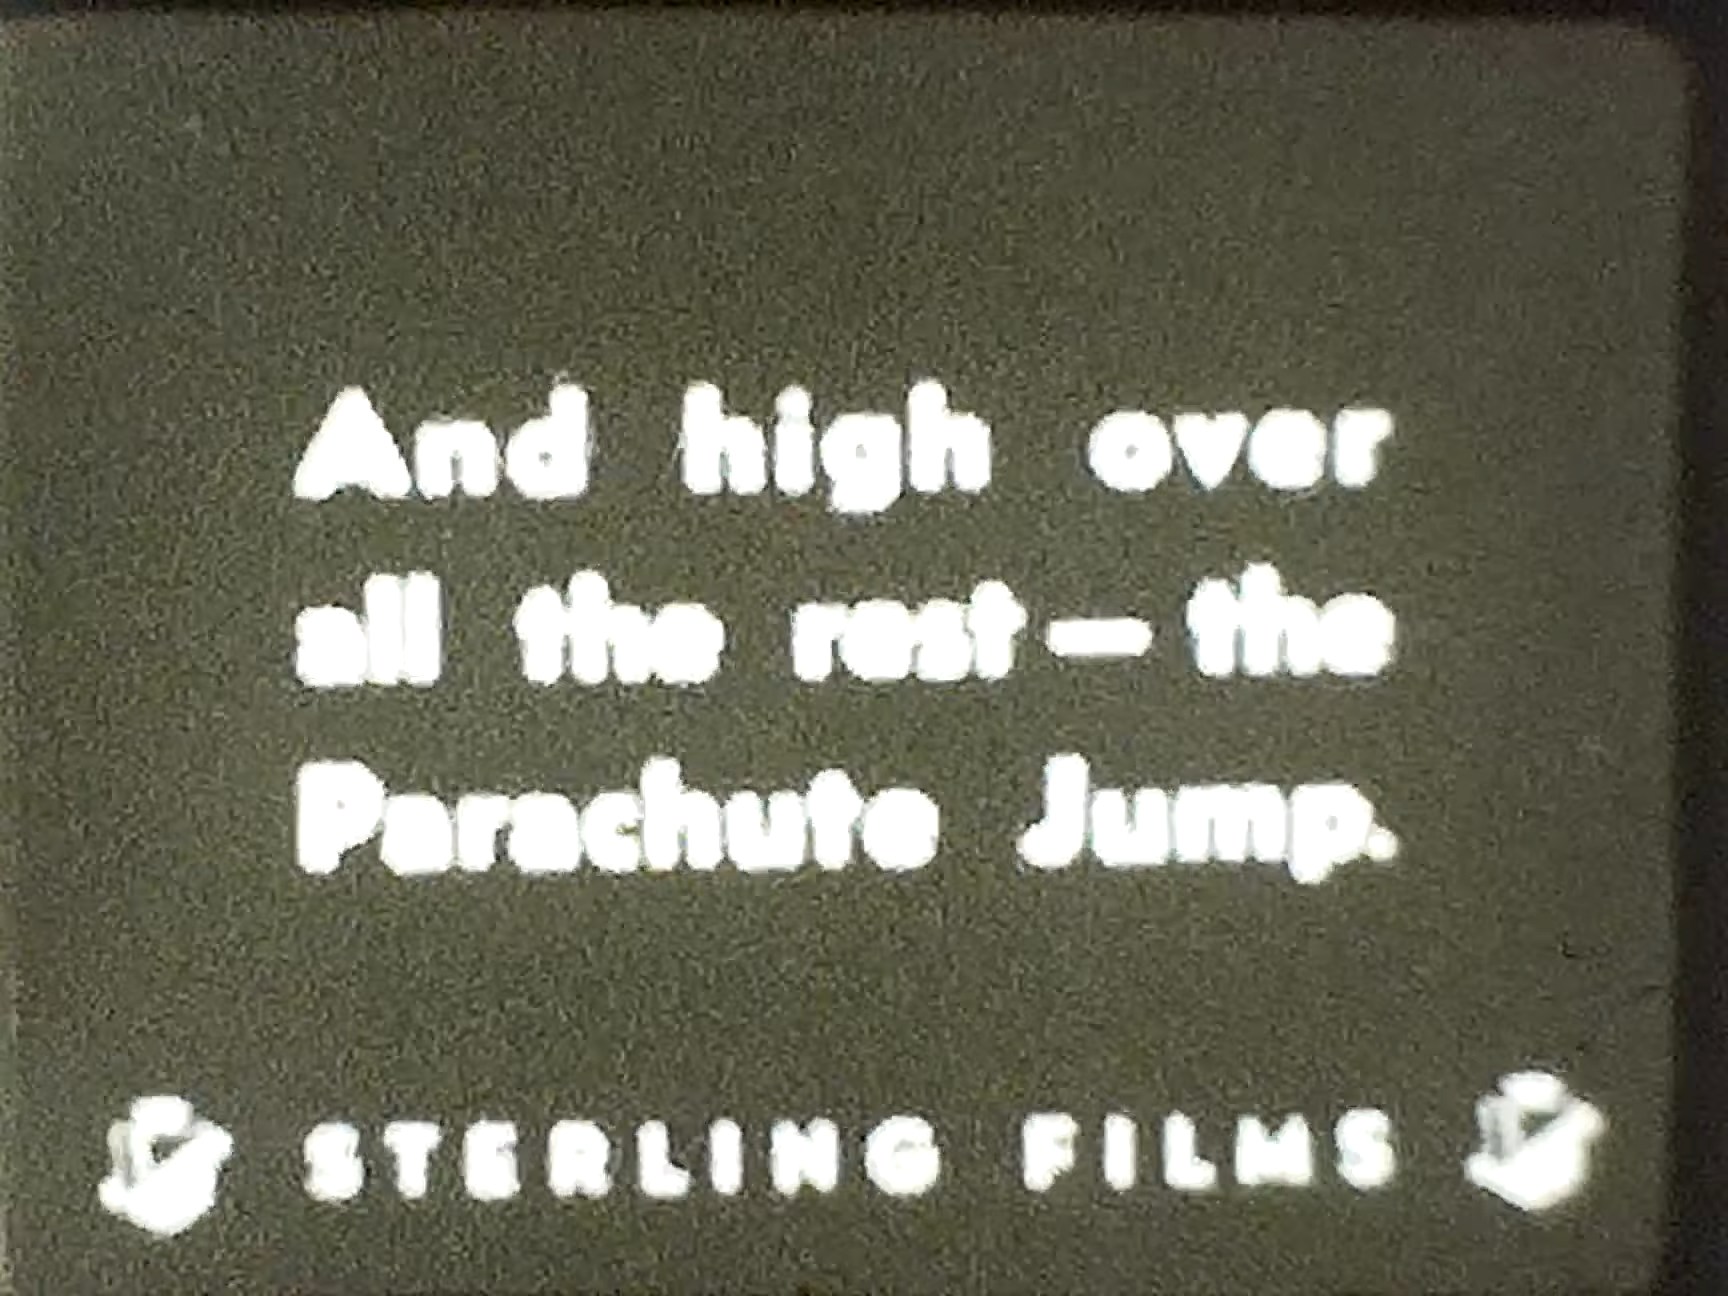 And high over
all the rest — the
Parachute Jump.
STERLING FILMS